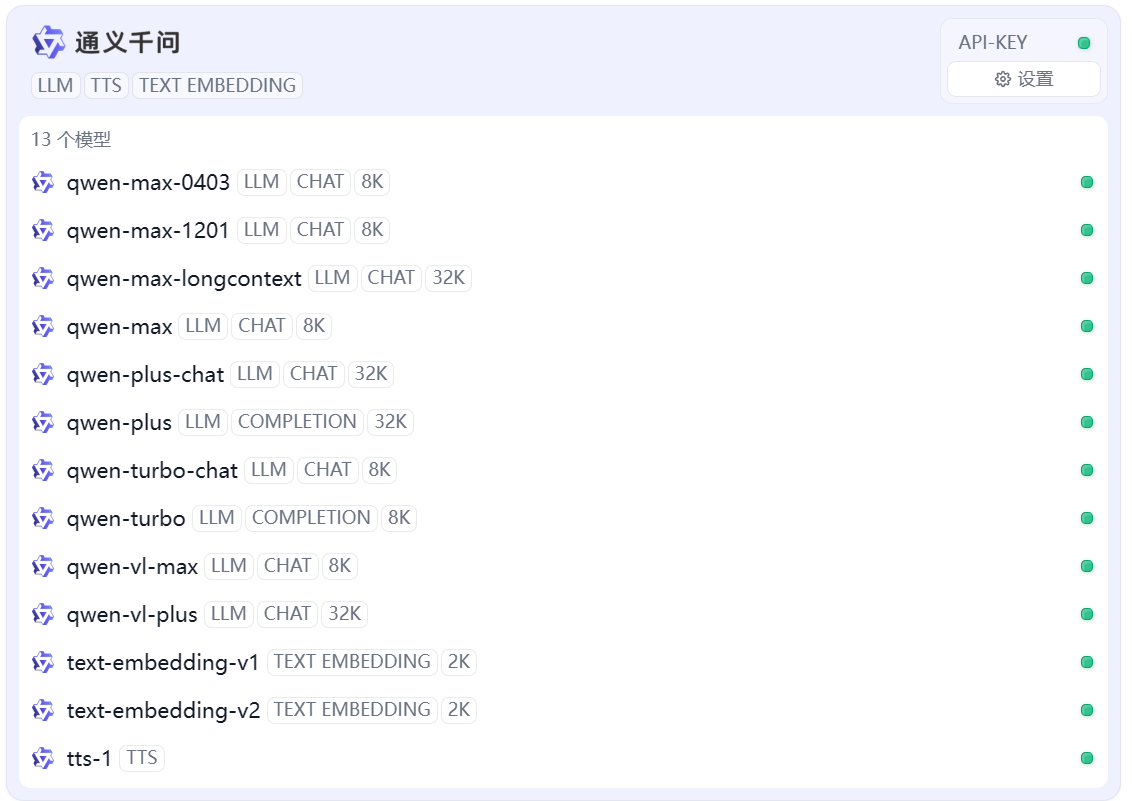 通义千问
API-KEY
LLM TTS TEXT EMBEDDING
设置
13 个模型
qwen-max-0403 LLM CHAT 8K
qwen-max-1201 LLM CHAT 8K
qwen-max-longcontext LLM CHAT 32K
qwen-max LLM CHAT 8K
qwen-plus-chat LLM CHAT 32K
qwen-plus LLM COMPLETION 32K
qwen-turbo-chat LLM CHAT 8K
qwen-turbo LLM COMPLETION 8K
qwen-vl-max LLM CHAT 8K
qwen-vl-plus LLM CHAT 32K
text-embedding-v1 TEXT EMBEDDING 2K
text-embedding-v2 TEXT EMBEDDING 2K
tts-1 TTS